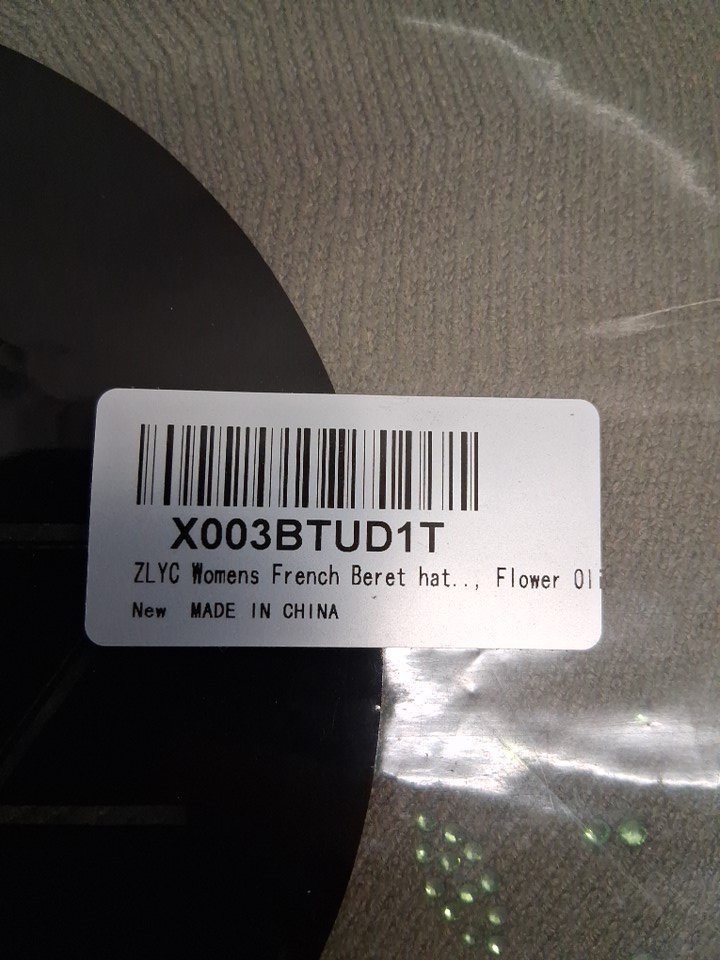 X003BTUD1T
ZLYC Womens French Beret hat.., Flower
New MADE IN CHINA